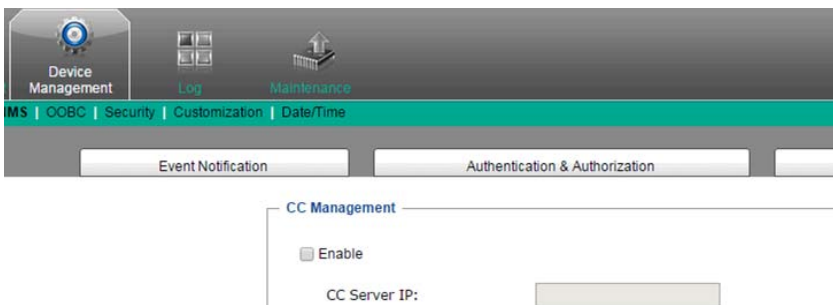 Device
Management
Log
Maintenance
MS | OOBC | Security | Customization | Date/Time
Event Notification
Authentication & Authorization
CC Management
Enable
CC Server IP: